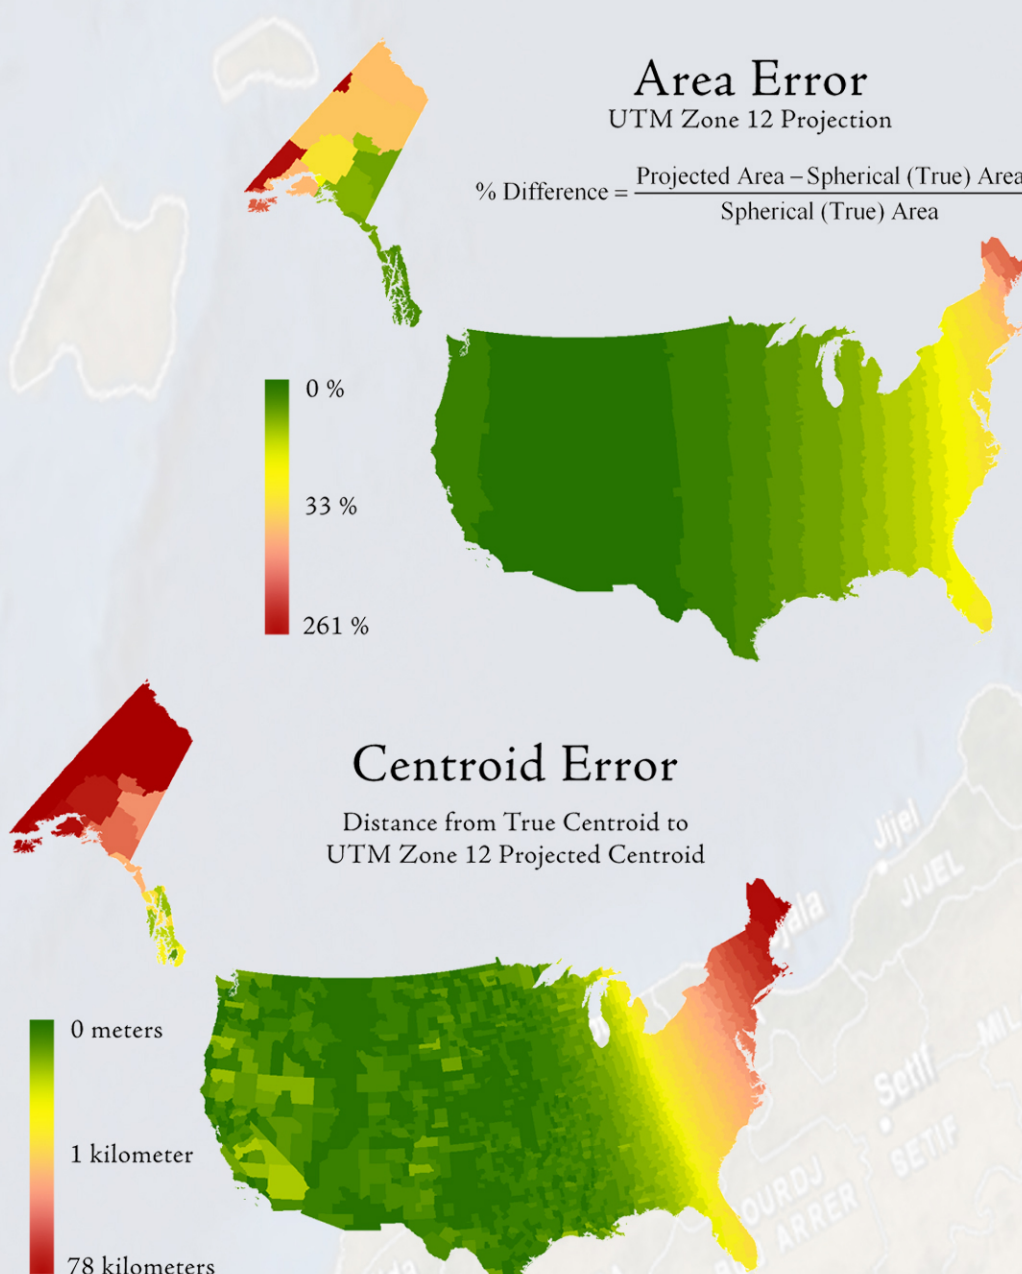 Area Error
UTM Zone 12 Projection
% Difference = Projected Area – Spherical (True) Area
Spherical (True) Area
0 %
33 %
261 %
Centroid Error
Distance from True Centroid to
UTM Zone 12 Projected Centroid
Jijel
JIJEL
0 meters
1 kilometer
Setif
SETIF
78 kilometers